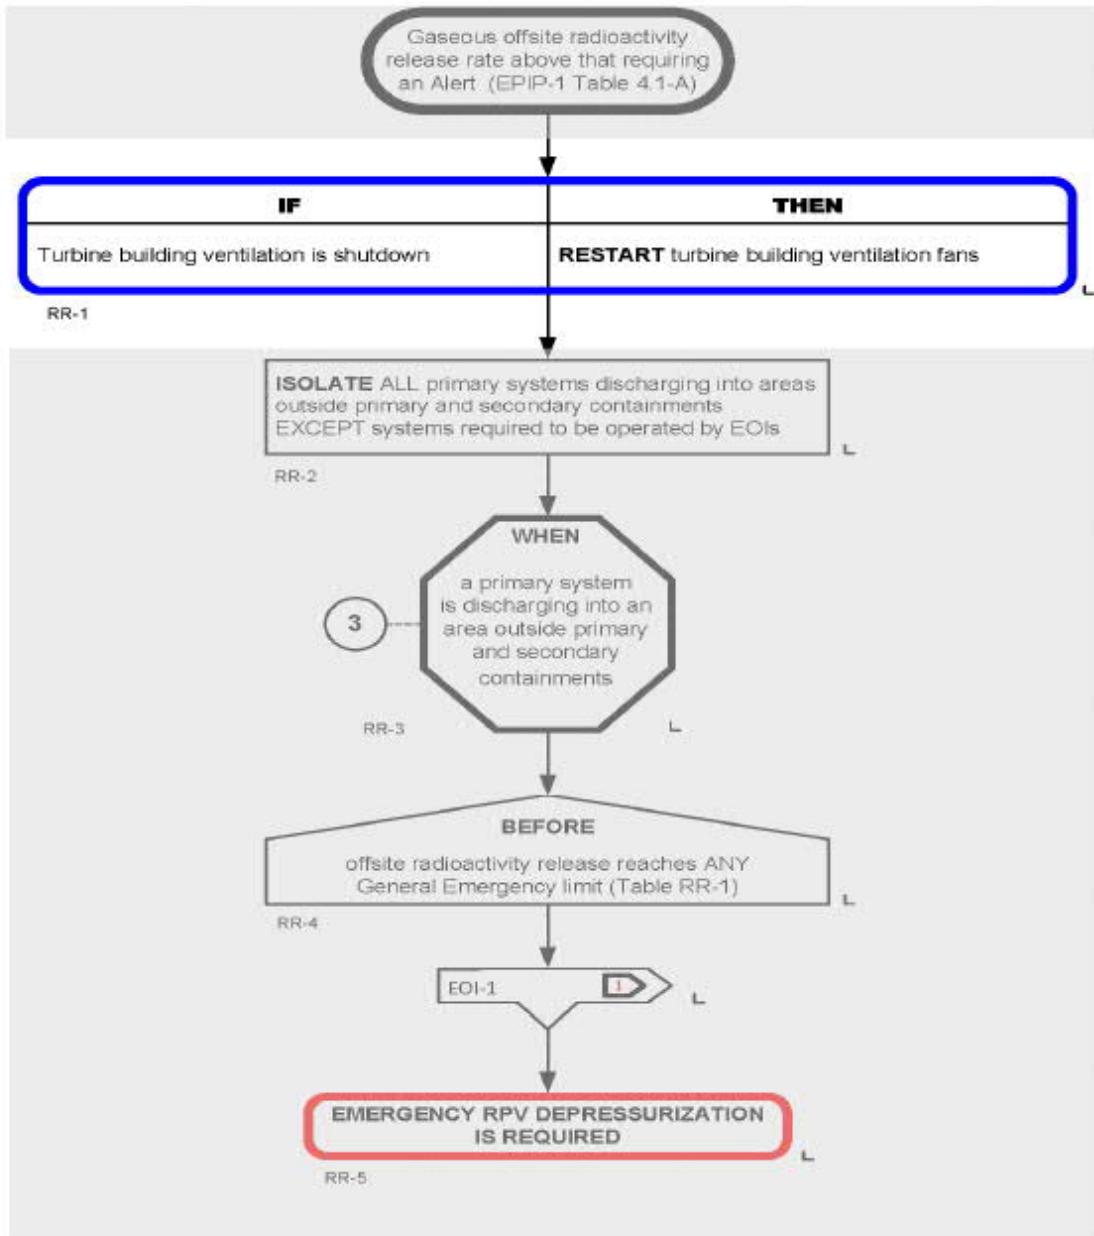 Gaseous offsite radioactivity
release rate above that requiring
an Alert (EPIP-1 Table 4.1-A)
IF
THEN
Turbine building ventilation is shutdown
RESTART turbine building ventilation fans
L
RR-1
ISOLATE ALL primary systems discharging into areas
outside primary and secondary containments
EXCEPT systems required to be operated by EOIs
L
RR-2
WHEN
a primary system
is discharging into an
area outside primary
and secondary
containments
3
RR-3
L
BEFORE
offsite radioactivity release reaches ANY
General Emergency limit (Table RR-1)
L
RR-4
EOI-1
1
L
EMERGENCY RPV DEPRESSURIZATION
IS REQUIRED
L
RR-5